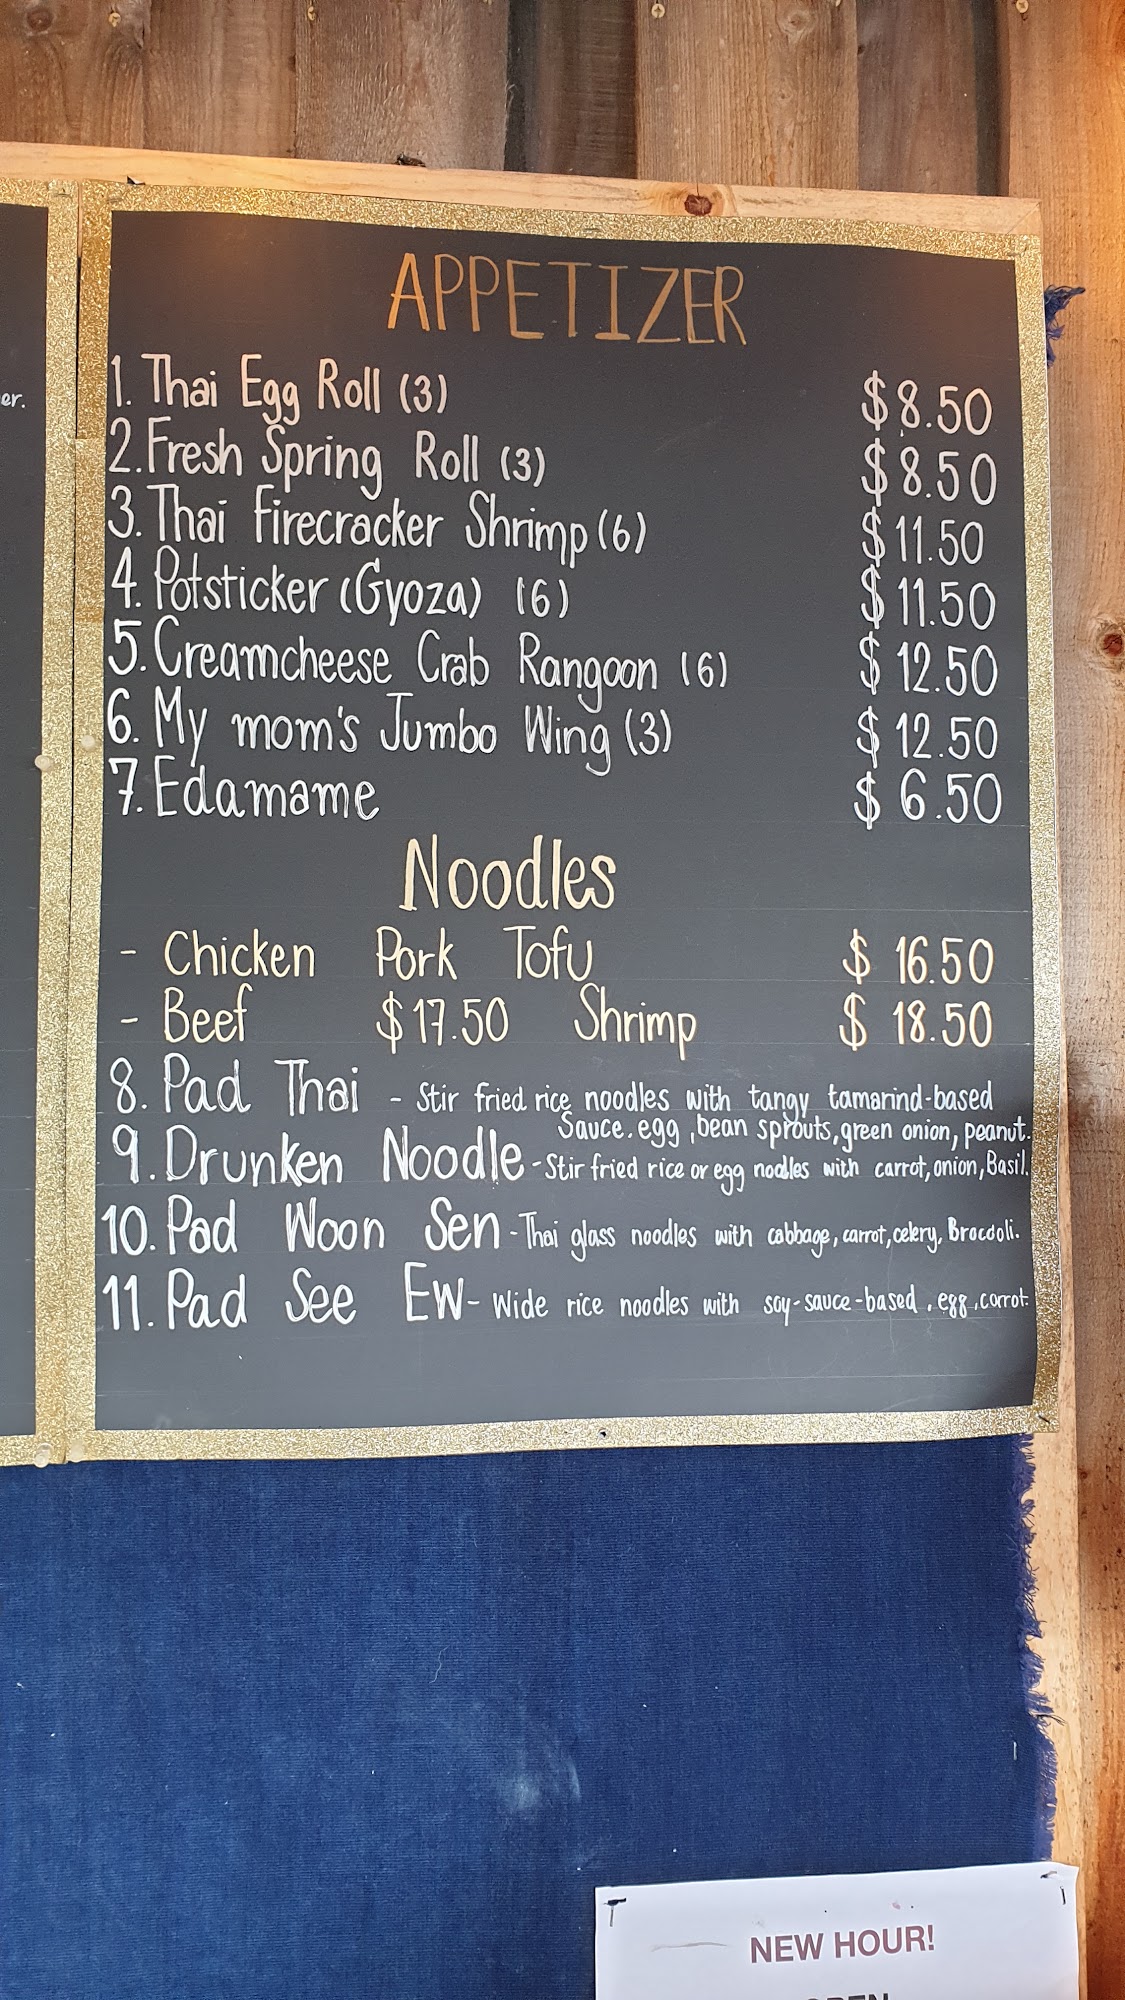 er.
APPETIZER
1. Thai Egg Roll (3) $8.50
2. Fresh Spring Roll (3) $8.50
3. Thai Firecracker Shrimp (6) $11.50
4. Potsticker (Gyoza) (6) $11.50
5. Creamcheese Crab Rangoon (6) $12.50
6. My mom's Jumbo Wing (3) $12.50
7. Edamame $6.50
Noodles
- Chicken Pork Tofu $16.50
- Beef $17.50 Shrimp $18.50
8. Pad Thai - Stir fried rice noodles with tangy tamarind-based
Sauce. egg, bean sprouts, green onion, peanut.
9. Drunken Noodle - Stir fried rice or egg noodles with carrot, onion, Basil.
10. Pad Woon Sen - Thai glass noodles with cabbage, carrot, celery, Brocdoli.
11. Pad See Ew - Wide rice noodles with soy-sauce-based, egg, carrot.
NEW HOUR!
OPEN